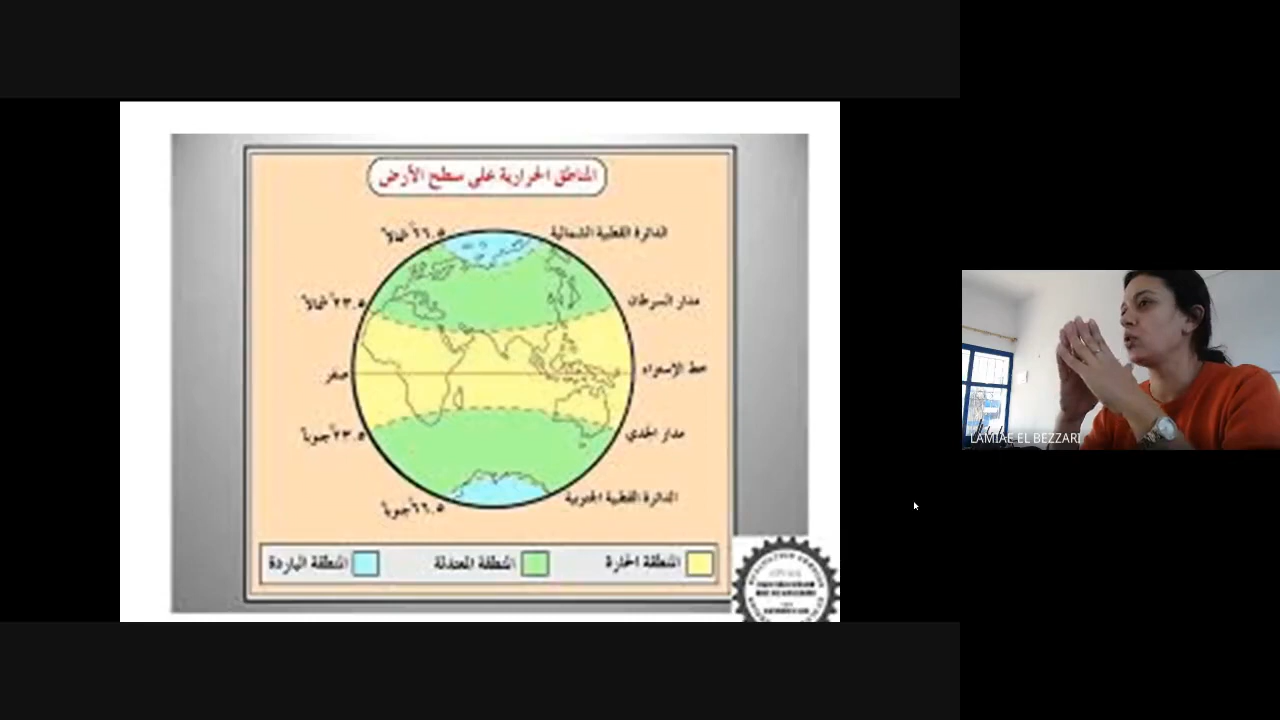 المناطق الحرارية على سطح الأرض
٦٦.٥° شمالاً
الدائرة القطبية الشمالية
٢٣.٥° شمالاً
مدار السرطان
صفر
خط الإستواء
٢٣.٥° جنوباً
مدار الجدي
٦٦.٥° جنوباً
الدائرة القطبية الجنوبية
المنطقة الحارة
المنطقة المعتدلة
المنطقة الباردة
LAMIAE EL BEZZARI